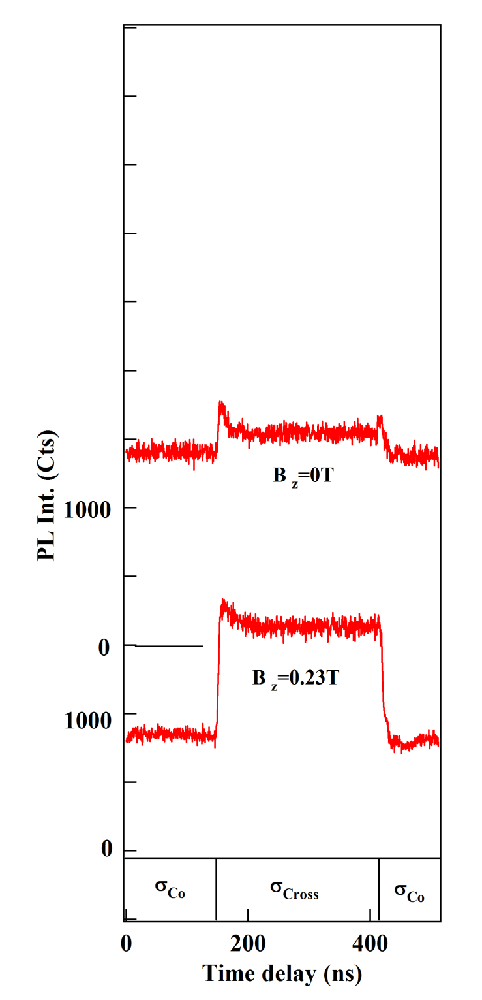 PL Int. (Cts)
B z=0T
1000
0
B z=0.23T
1000
0
σCo
σCross
σCo
0
200
400
Time delay (ns)